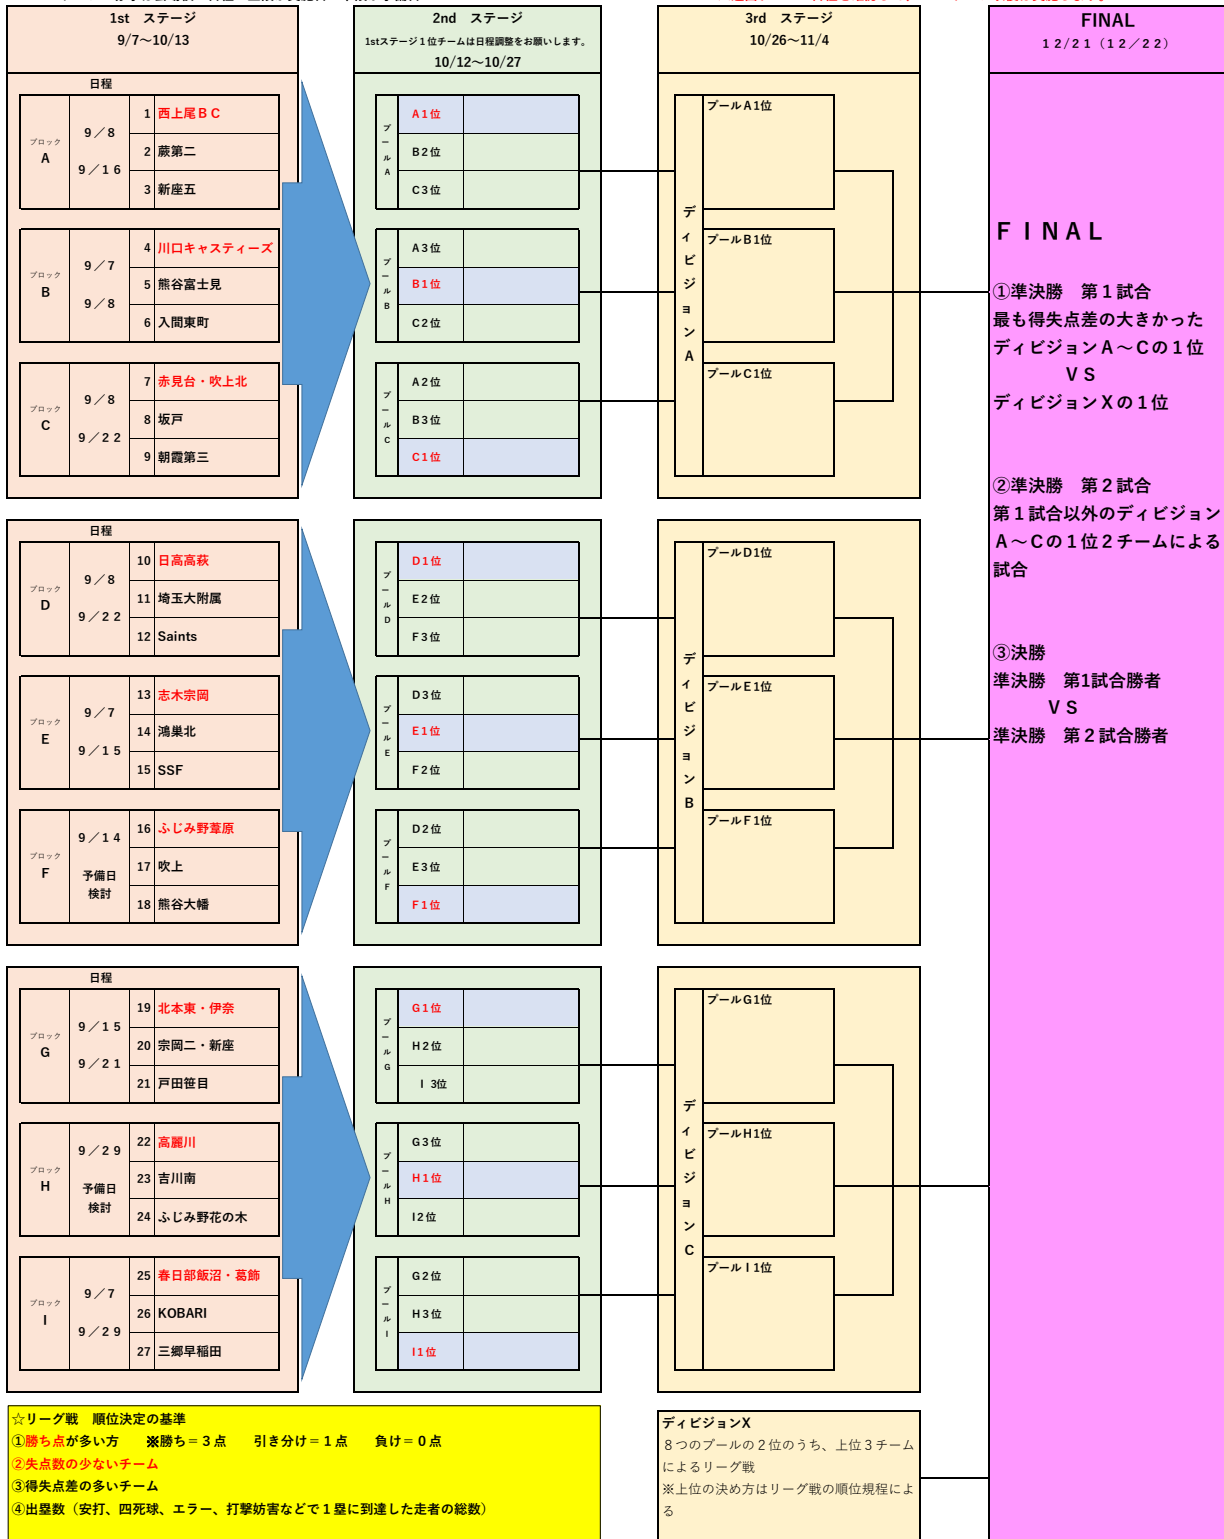 1st　ステージ
9/7～10/13
2nd　ステージ
1stステージ１位チームは日程調整をお願いします。
10/12～10/27
3rd　ステージ
10/26～11/4
FINAL
１２/２１（１２／２２）
日程
ブロック
A
９／８
９／１６
1 西上尾ＢＣ
2 蕨第二
3 新座五
ブロック
B
９／７
９／８
4 川口キャスティーズ
5 熊谷富士見
6 入間東町
ブロック
C
９／８
９／２２
7 赤見台・吹上北
8 坂戸
9 朝霞第三
プールA
A１位
B２位
C３位
プールB
A３位
B１位
C２位
プールC
A２位
B３位
C１位
ディビジョンA
プールA1位
プールB1位
プールC1位
日程
ブロック
D
９／８
９／２２
10 日高高萩
11 埼玉大附属
12 Saints
ブロック
E
９／７
９／１５
13 志木宗岡
14 鴻巣北
15 SSF
ブロック
F
９／１４
予備日
検討
16 ふじみ野葦原
17 吹上
18 熊谷大幡
プールD
D１位
E２位
F３位
プールE
D３位
E１位
F２位
プールF
D２位
E３位
F１位
ディビジョンB
プールD1位
プールE1位
プールF1位
日程
ブロック
G
９／１５
９／２１
19 北本東・伊奈
20 宗岡二・新座
21 戸田笹目
ブロック
H
９／２９
予備日
検討
22 高麗川
23 吉川南
24 ふじみ野花の木
ブロック
I
９／７
９／２９
25 春日部飯沼・葛飾
26 KOBARI
27 三郷早稲田
プールG
G１位
H２位
I 3位
プールH
G３位
H１位
I２位
プールI
G２位
H３位
I１位
ディビジョンC
プールG1位
プールH1位
プールI1位
ＦＩＮＡＬ
①準決勝　第１試合
最も得失点差の大きかった
ディビジョンＡ～Ｃの１位
ＶＳ
ディビジョンＸの１位
②準決勝　第２試合
第１試合以外のディビジョン
Ａ～Ｃの１位２チームによる
試合
③決勝
準決勝　第1試合勝者
ＶＳ
準決勝　第２試合勝者
☆リーグ戦　順位決定の基準
①勝ち点が多い方　　※勝ち＝３点　　引き分け＝１点　　負け＝０点
②失点数の少ないチーム
③得失点差の多いチーム
④出塁数（安打、四死球、エラー、打撃妨害などで１塁に到達した走者の総数）
ディビジョンX
８つのプールの２位のうち、上位３チーム
によるリーグ戦
※上位の決め方はリーグ戦の順位規程によ
る